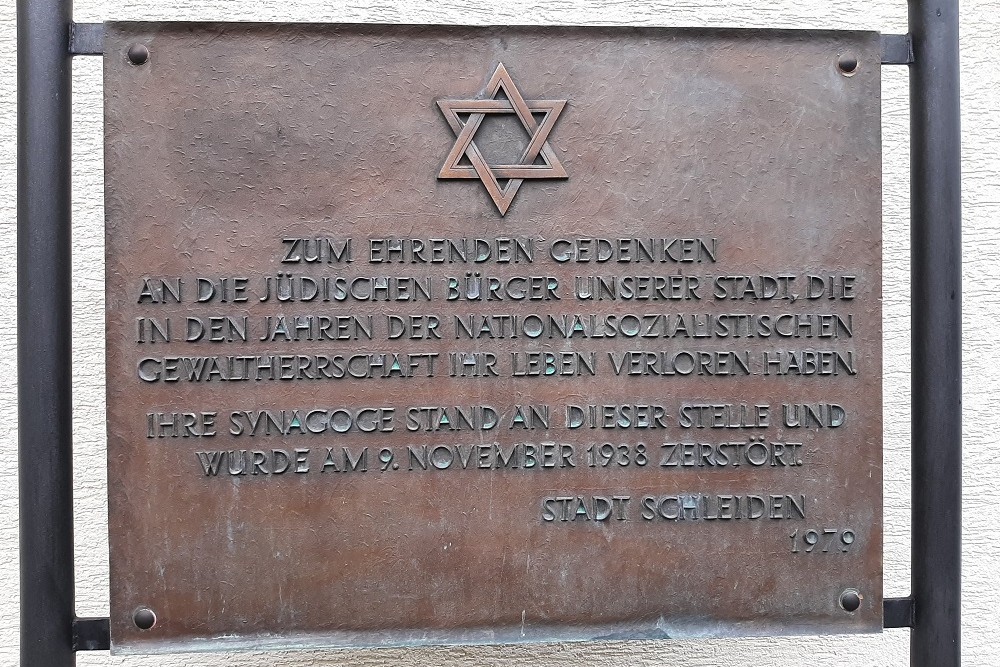 ZUM EHRENDEN GEDENKEN
AN DIE JÜDISCHEN BÜRGER UNSERER STADT, DIE
IN DEN JAHREN DER NATIONALSOZIALISTISCHEN
GEWALTHERRSCHAFT IHR LEBEN VERLOREN HABEN.
IHRE SYNAGOGE STAND AN DIESER STELLE UND
WURDE AM 9. NOVEMBER 1938 ZERSTÖRT.
STADT SCHLEIDEN
1979